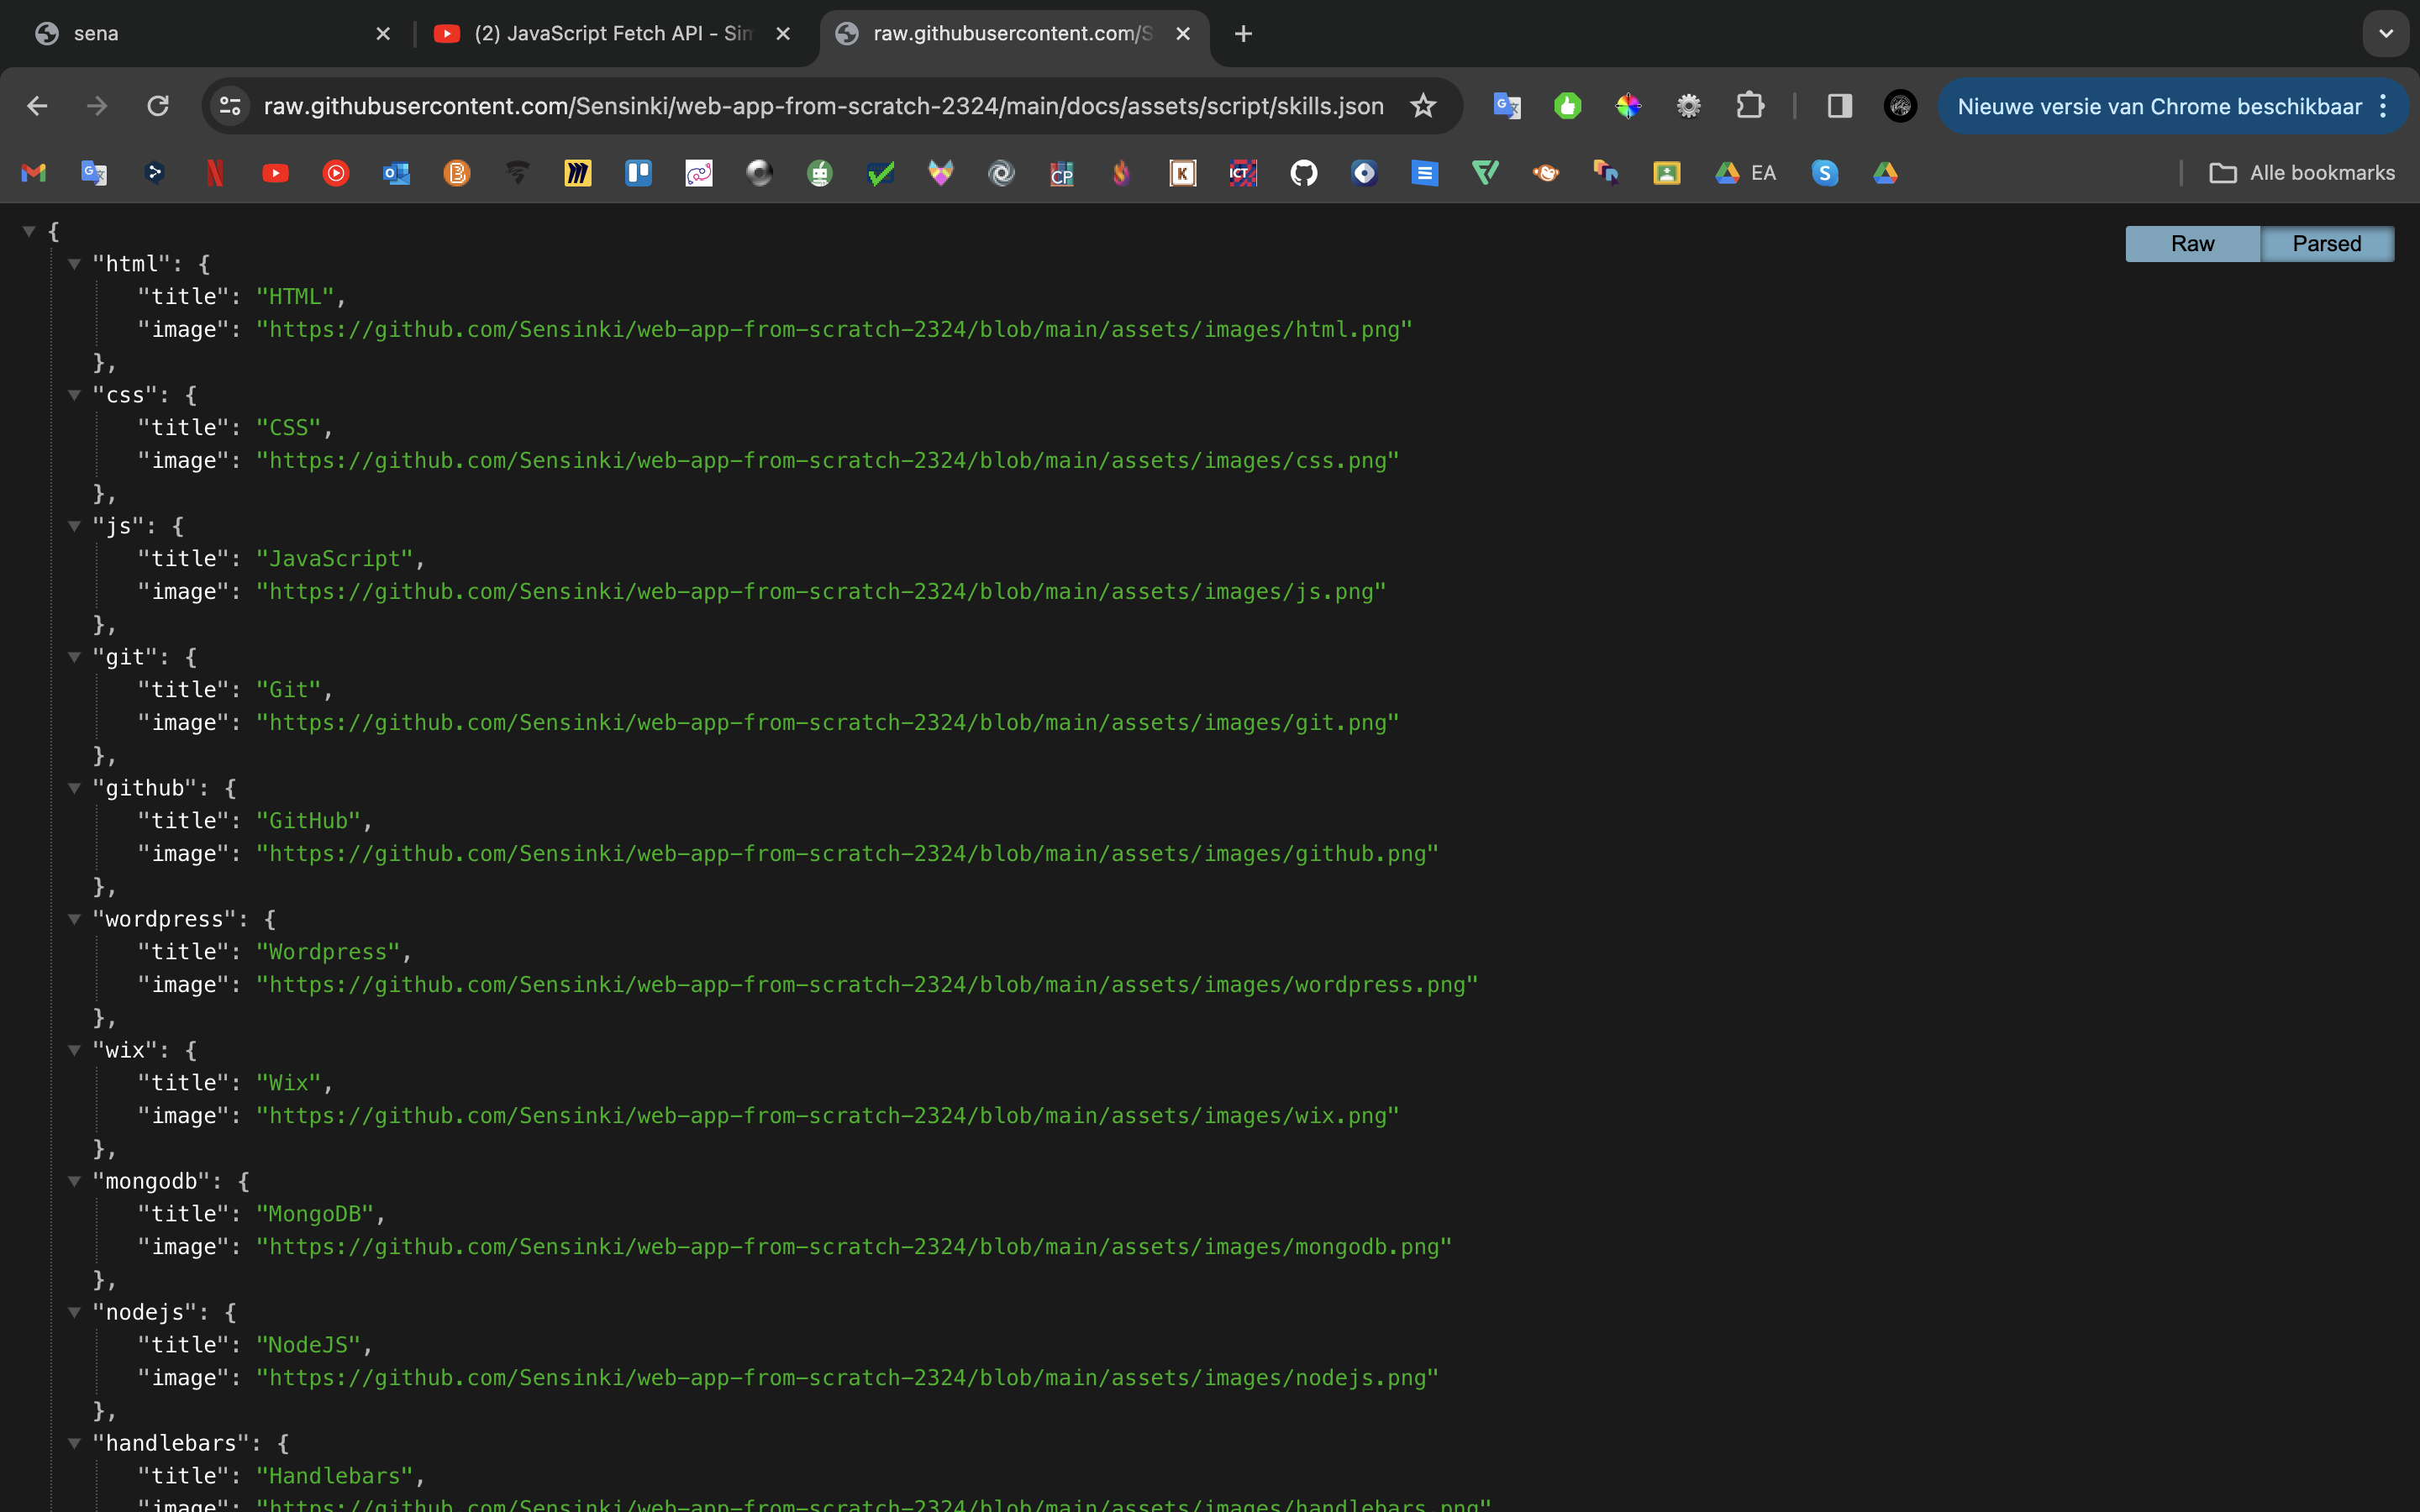 sena
(2) JavaScript Fetch API - Sim
raw.githubusercontent.com/S
raw.githubusercontent.com/Sensinki/web-app-from-scratch-2324/main/docs/assets/script/skills.json
Nieuwe versie van Chrome beschikbaar
CP
K
ICT
EA
Alle bookmarks
Raw
Parsed
{
"html": {
"title": "HTML",
"image": "https://github.com/Sensinki/web-app-from-scratch-2324/blob/main/assets/images/html.png"
},
"css": {
"title": "CSS",
"image": "https://github.com/Sensinki/web-app-from-scratch-2324/blob/main/assets/images/css.png"
},
"js": {
"title": "JavaScript",
"image": "https://github.com/Sensinki/web-app-from-scratch-2324/blob/main/assets/images/js.png"
},
"git": {
"title": "Git",
"image": "https://github.com/Sensinki/web-app-from-scratch-2324/blob/main/assets/images/git.png"
},
"github": {
"title": "GitHub",
"image": "https://github.com/Sensinki/web-app-from-scratch-2324/blob/main/assets/images/github.png"
},
"wordpress": {
"title": "Wordpress",
"image": "https://github.com/Sensinki/web-app-from-scratch-2324/blob/main/assets/images/wordpress.png"
},
"wix": {
"title": "Wix",
"image": "https://github.com/Sensinki/web-app-from-scratch-2324/blob/main/assets/images/wix.png"
},
"mongodb": {
"title": "MongoDB",
"image": "https://github.com/Sensinki/web-app-from-scratch-2324/blob/main/assets/images/mongodb.png"
},
"nodejs": {
"title": "NodeJS",
"image": "https://github.com/Sensinki/web-app-from-scratch-2324/blob/main/assets/images/nodejs.png"
},
"handlebars": {
"title": "Handlebars",
"image": "https://github.com/Sensinki/web-app-from-scratch-2324/blob/main/assets/images/handlebars.png"